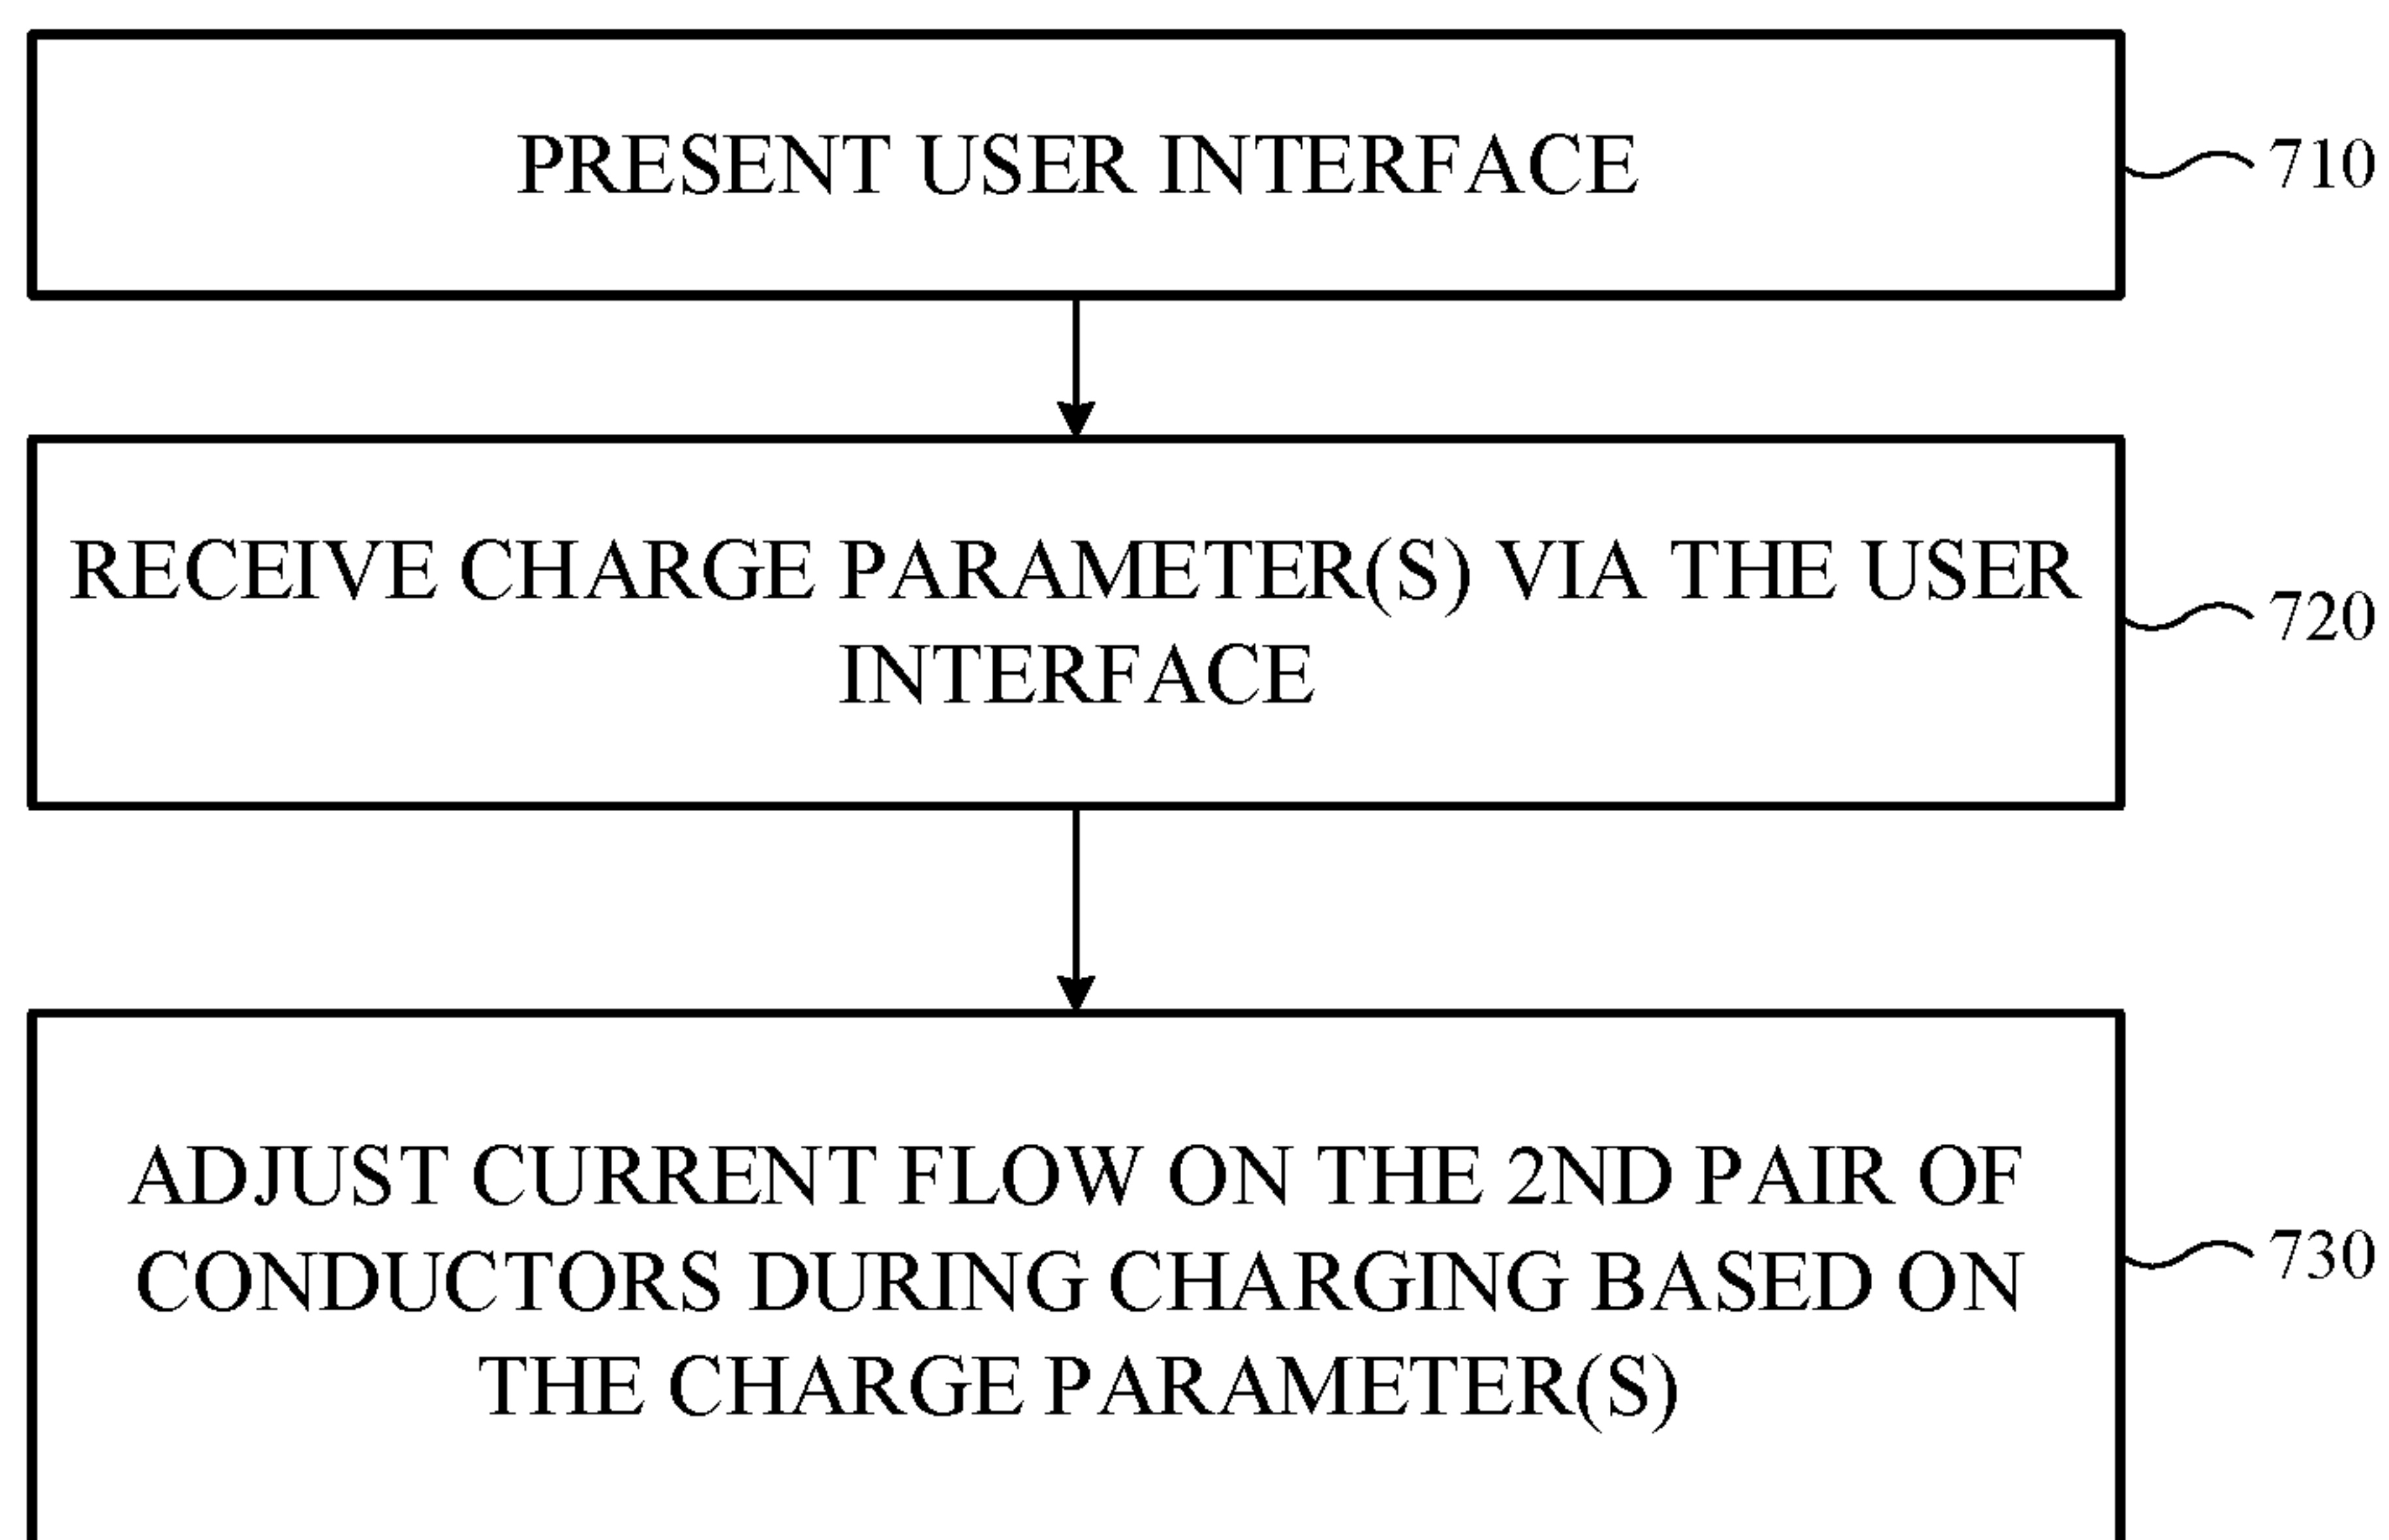 PRESENT USER INTERFACE
710
RECEIVE CHARGE PARAMETER(S) VIA THE USER
INTERFACE
720
ADJUST CURRENT FLOW ON THE 2ND PAIR OF
CONDUCTORS DURING CHARGING BASED ON
THE CHARGE PARAMETER(S)
730